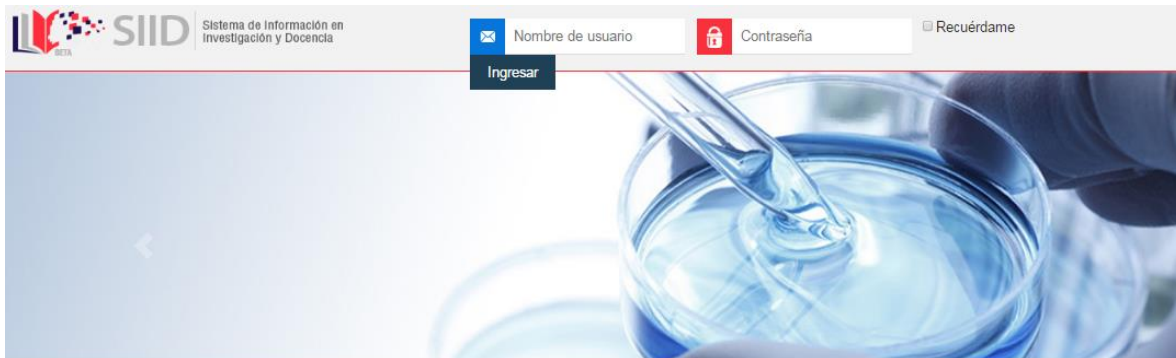 SIID
Sistema de Información en
Investigación y Docencia
BETA
Nombre de usuario
Contraseña
Recuérdame
Ingresar